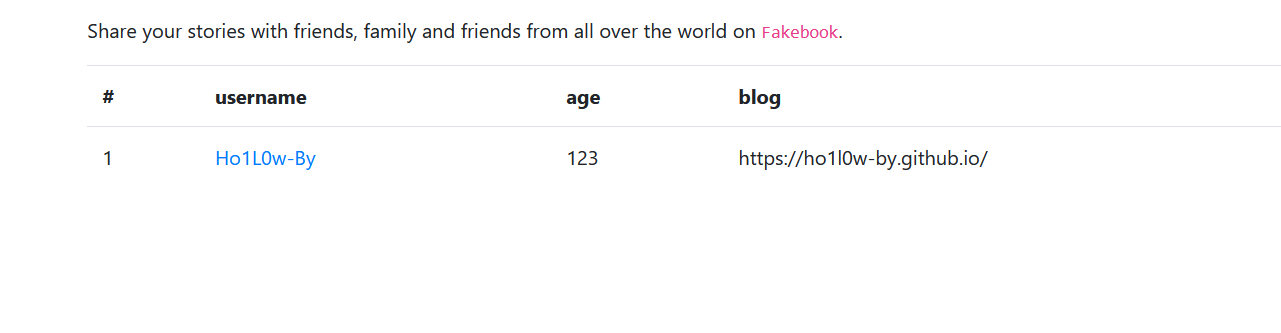 Share your stories with friends, family and friends from all over the world on Fakebook.
# username age blog
1 Ho1L0w-By 123 https://ho1l0w-by.github.io/